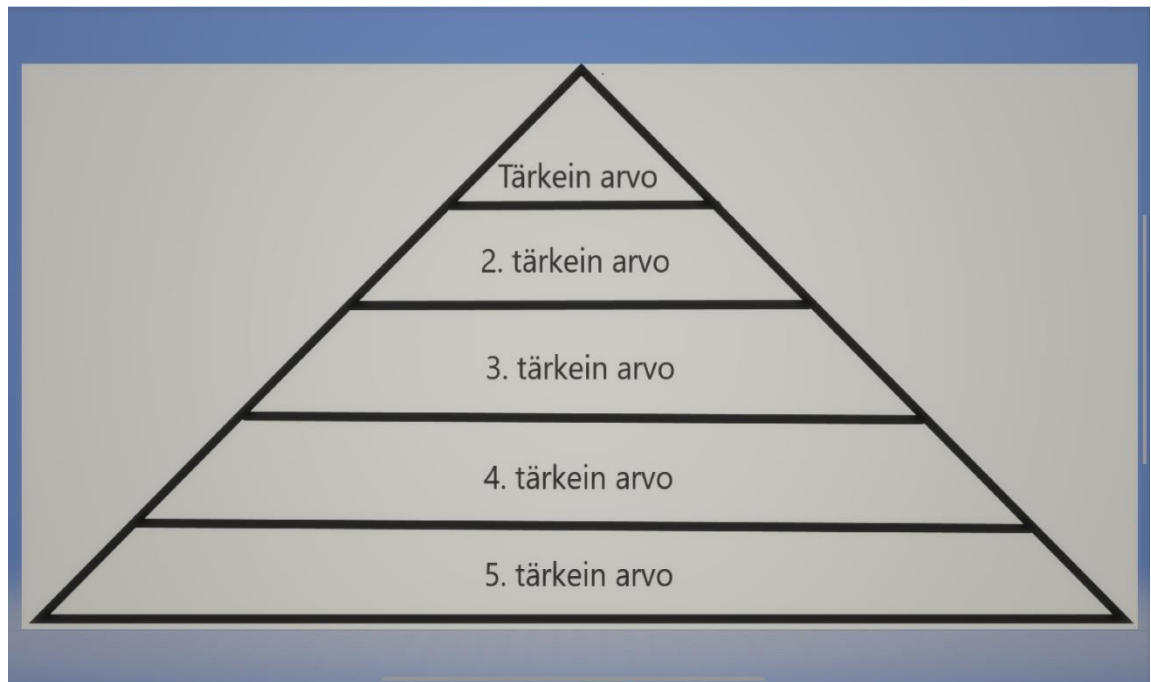 Tärkein arvo
2. tärkein arvo
3. tärkein arvo
4. tärkein arvo
5. tärkein arvo